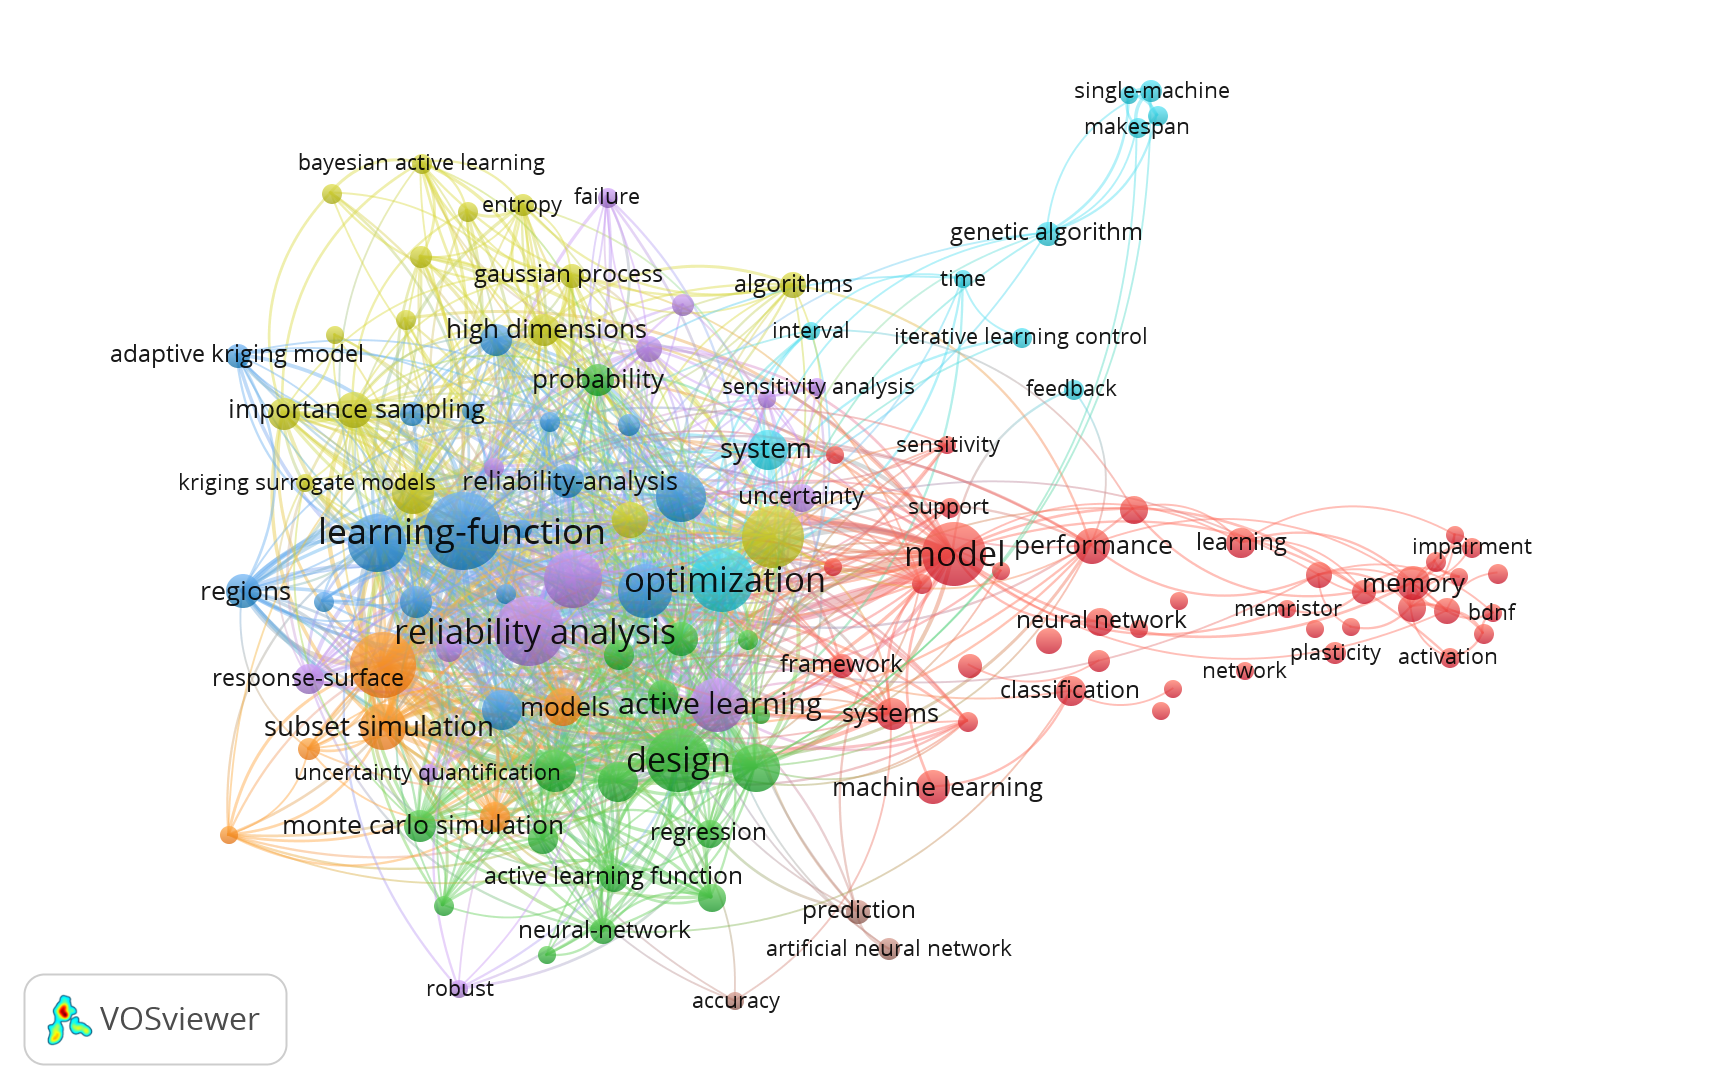 single-machine
makespan
bayesian active learning
failure
entropy
genetic algorithm
gaussian process
time
algorithms
high dimensions
interval
iterative learning control
adaptive kriging model
probability
sensitivity analysis
feedback
importance sampling
system
sensitivity
kriging surrogate models
reliability-analysis
uncertainty
support
learning-function
model
performance
learning
impairment
optimization
memory
regions
memristor
bdnf
neural network
reliability analysis
plasticity
activation
framework
network
response-surface
classification
models
active learning
systems
subset simulation
design
uncertainty quantification
machine learning
monte carlo simulation
regression
active learning function
prediction
neural-network
artificial neural network
robust
accuracy
VOSviewer